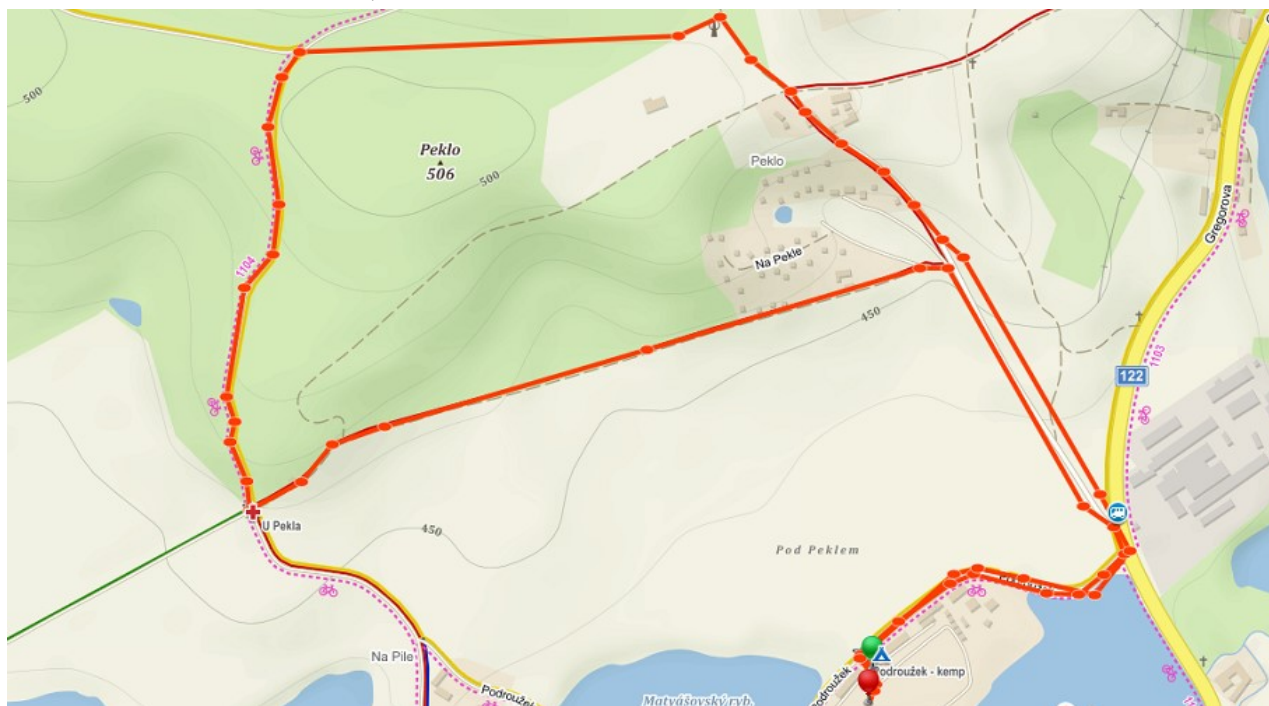 500
Peklo
506
500
Peklo
Na Pekle
Gregorova
1104
450
1103
122
U Pekla
450
Pod Peklem
Na Pile
Podroužek
Podroužek - kemp
Podroužek
Matvášovský ryb.